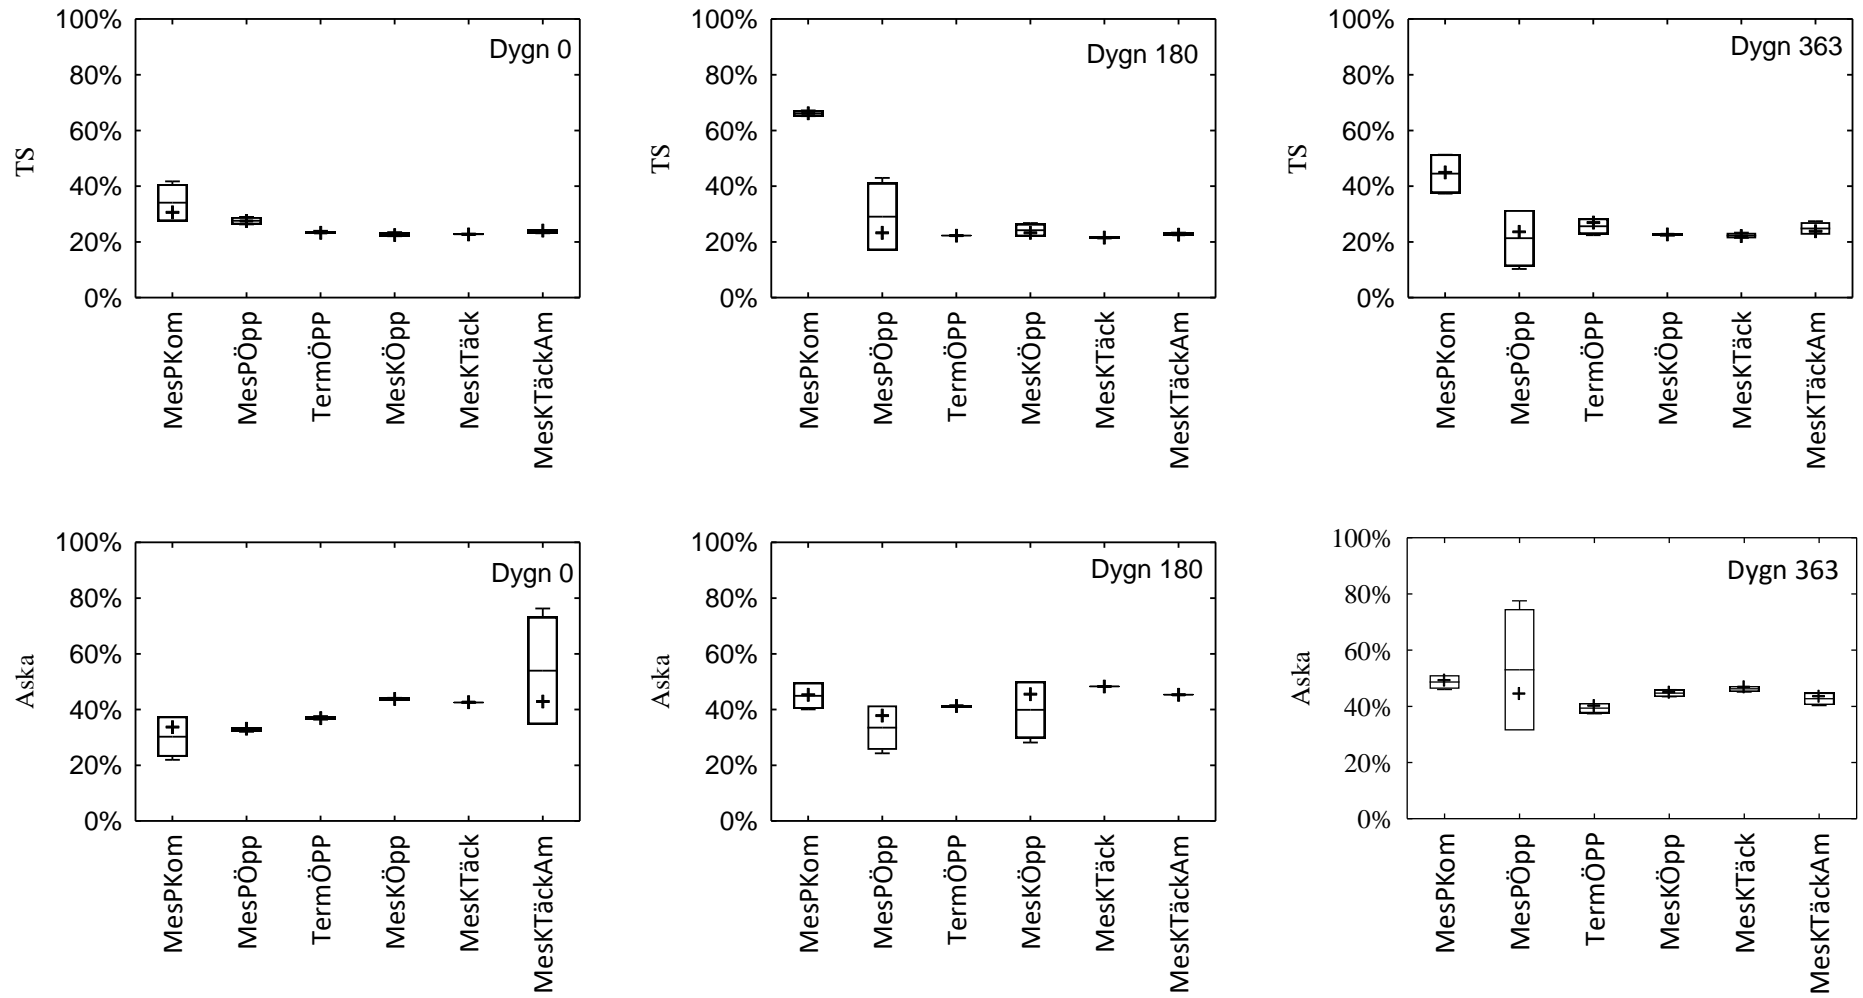 TS
100%
80%
60%
40%
20%
0%
Dygn 0
MesPKom
MesPÖpp
TermÖPP
MesKÖpp
MesKTäck
MesKTäckAm
TS
100%
80%
60%
40%
20%
0%
Dygn 180
MesPKom
MesPÖpp
TermÖPP
MesKÖpp
MesKTäck
MesKTäckAm
TS
100%
80%
60%
40%
20%
0%
Dygn 363
MesPKom
MesPÖpp
TermÖPP
MesKÖpp
MesKTäck
MesKTäckAm
Aska
100%
80%
60%
40%
20%
0%
Dygn 0
MesPKom
MesPÖpp
TermÖPP
MesKÖpp
MesKTäck
MesKTäckAm
Aska
100%
80%
60%
40%
20%
0%
Dygn 180
MesPKom
MesPÖpp
TermÖPP
MesKÖpp
MesKTäck
MesKTäckAm
Aska
100%
80%
60%
40%
20%
0%
Dygn 363
MesPKom
MesPÖpp
TermÖPP
MesKÖpp
MesKTäck
MesKTäckAm